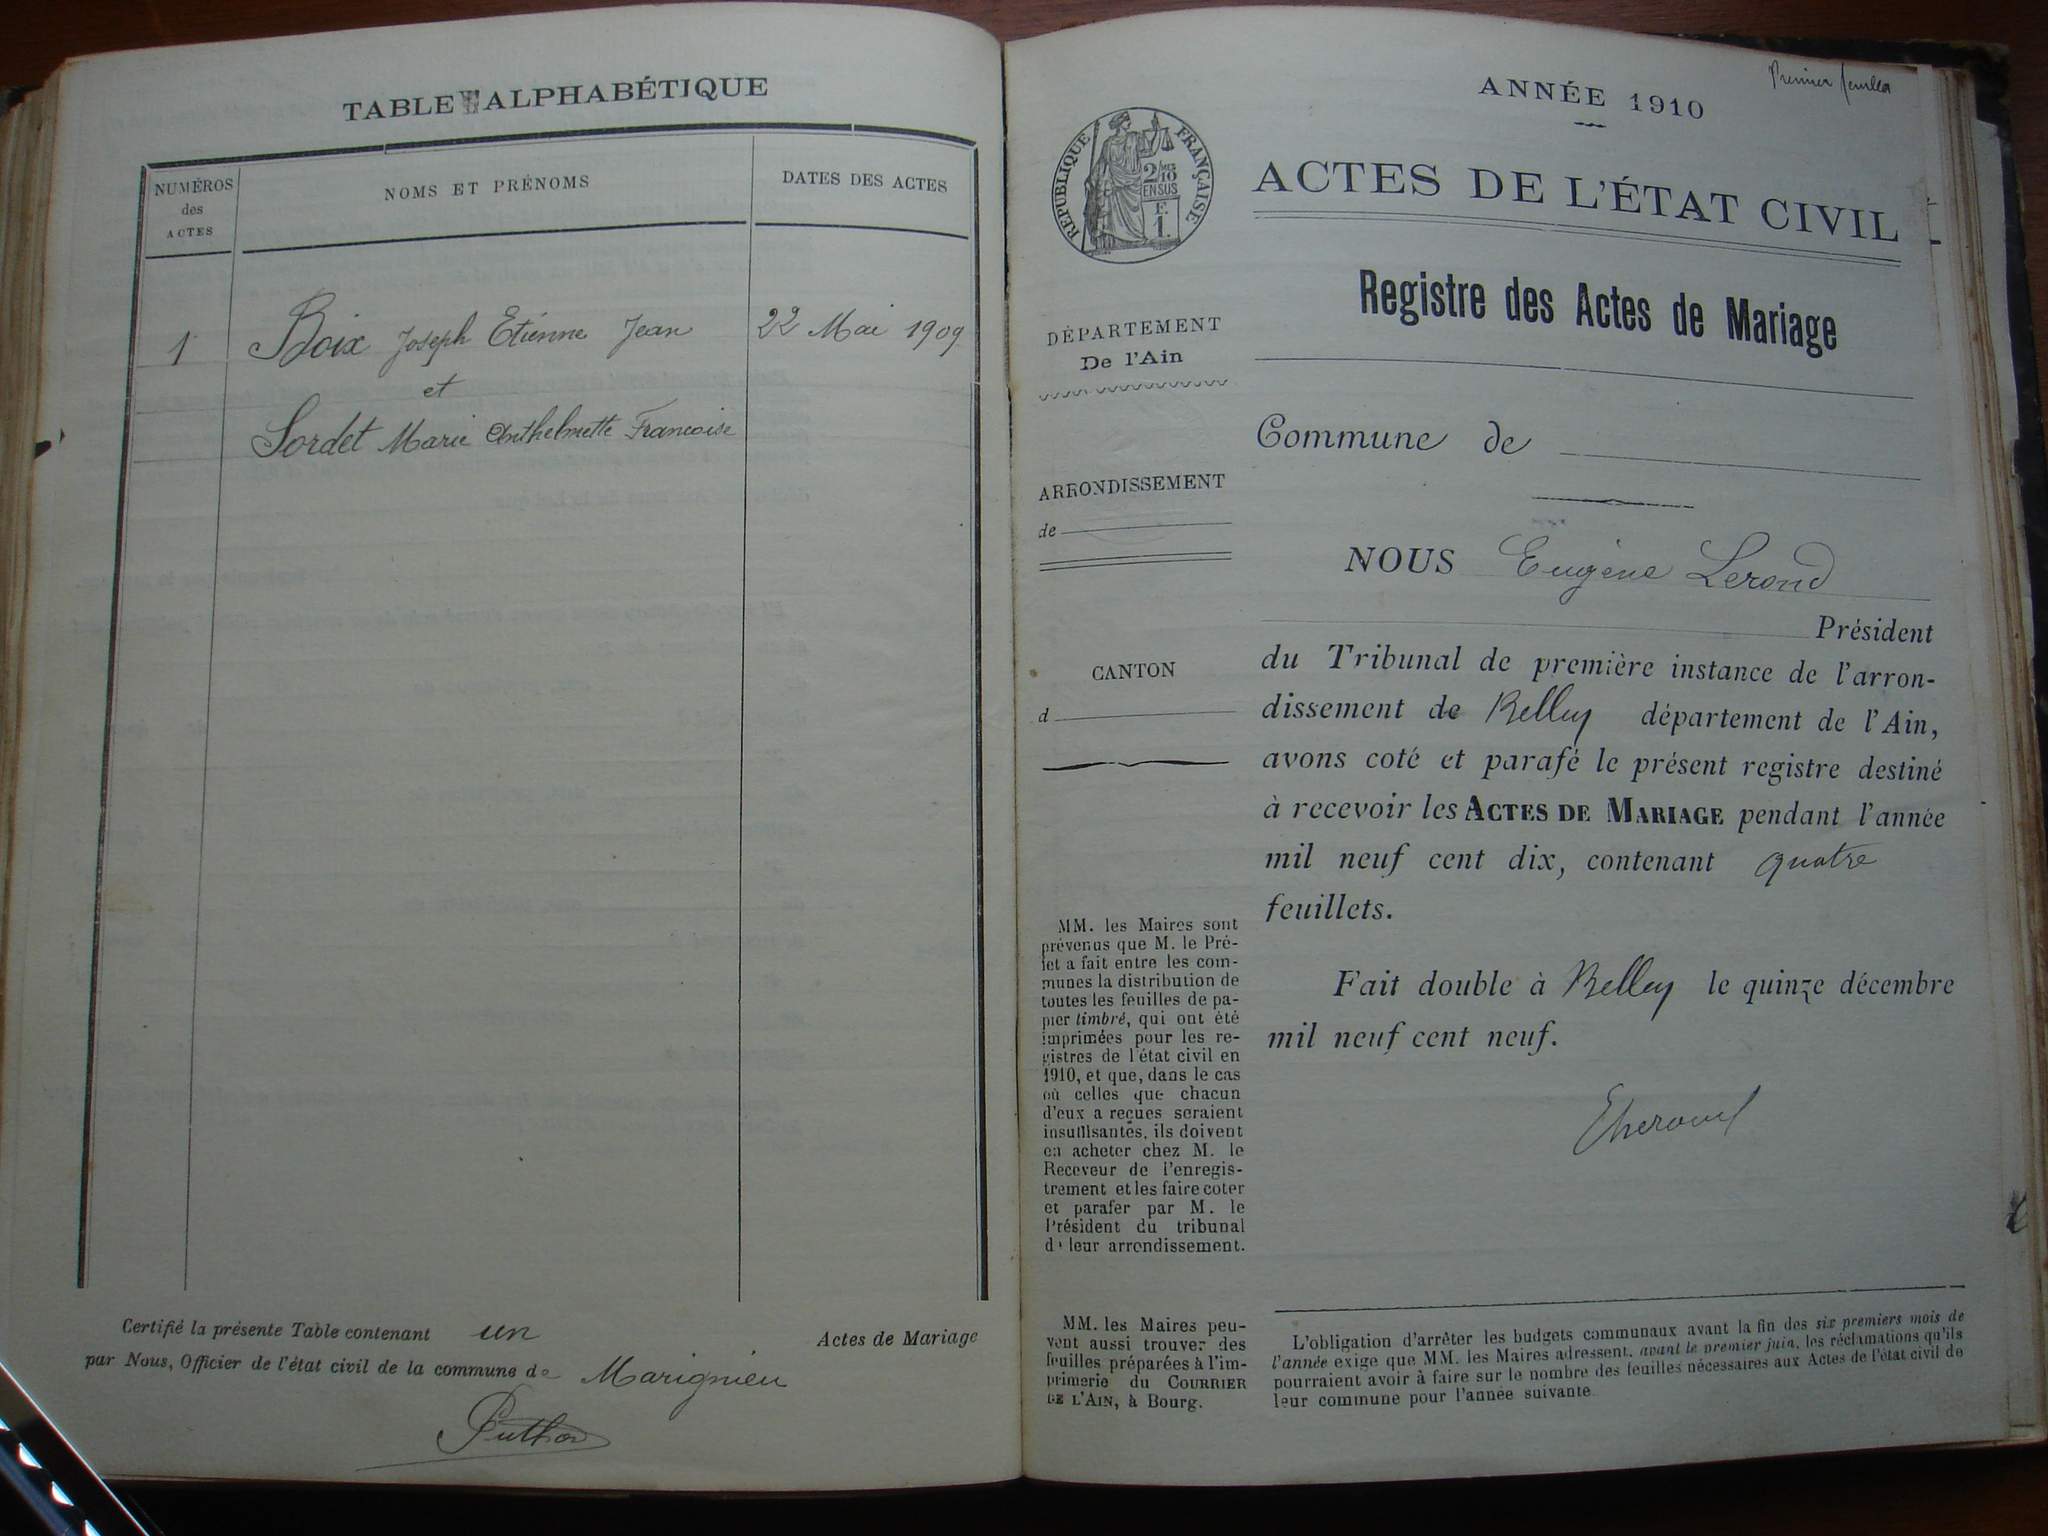 TABLE ALPHABÉTIQUE
NUMÉROS
des
ACTES
NOMS ET PRÉNOMS
DATES DES ACTES
1 Boix Joseph Etienne Jean 22 Mai 1909
et
Sordet Marie Anthelmette Francoise
Certifié la présente Table contenant un Actes de Mariage
par Nous, Officier de l'état civil de la commune de Marignieu
Premier feuillet
ANNÉE 1910
RÉPUBLIQUE FRANÇAISE
2/10
EN SUS
F.
1.
ACTES DE L'ÉTAT CIVIL
Registre des Actes de Mariage
DÉPARTEMENT
De l'Ain
ARRONDISSEMENT
de
CANTON
d
MM. les Maires sont
prévenus que M. le Pré-
fet a fait entre les com-
munes la distribution de
toutes les feuilles de pa-
pier timbré, qui ont été
imprimées pour les re-
gistres de l'état civil en
1910, et que, dans le cas
où celles que chacun
d'eux a reçues seraient
insuffisantes, ils doivent
en acheter chez M. le
Receveur de l'enregis-
trement et les faire coter
et parafer par M. le
Président du tribunal
de leur arrondissement.
MM. les Maires peu-
vent aussi trouver des
feuilles préparées à l'im-
primerie du COURRIER
DE L'AIN, à Bourg.
Commune de
NOUS Eugène Lerond
Président
du Tribunal de première instance de l'arron-
dissement de Belley département de l'Ain,
avons coté et parafé le présent registre destiné
à recevoir les ACTES DE MARIAGE pendant l'année
mil neuf cent dix, contenant quatre
feuillets.
Fait double à Belley le quinze décembre
mil neuf cent neuf.
L'obligation d'arrêter les budgets communaux avant la fin des six premiers mois de
l'année exige que MM. les Maires adressent, avant le premier juin, les réclamations qu'ils
pourraient avoir à faire sur le nombre des feuilles nécessaires aux Actes de l'état civil de
leur commune pour l'année suivante.